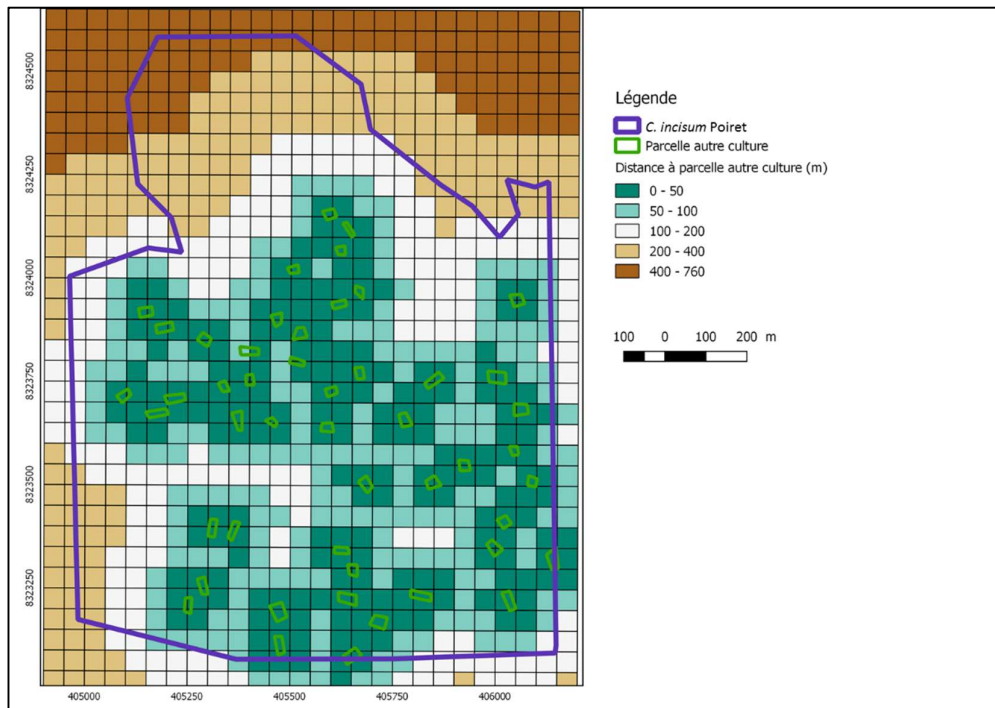 8324500
8324250
8324000
8323750
8323500
8323250
405000
405250
405500
405750
406000
Légende
C. incisum Poiret
Parcelle autre culture
Distance à parcelle autre culture (m)
0 - 50
50 - 100
100 - 200
200 - 400
400 - 760
100 0 100 200 m